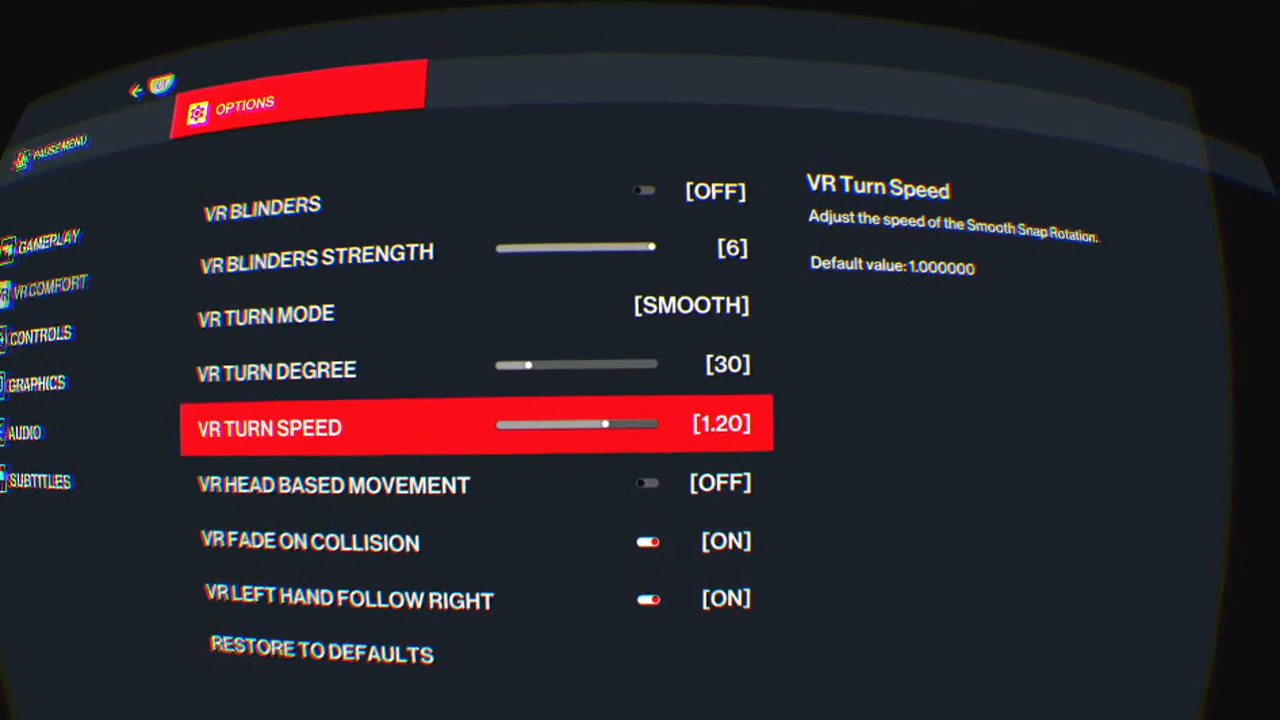 OPTIONS
PAUSE MENU
GAMEPLAY
VR COMFORT
CONTROLS
GRAPHICS
AUDIO
SUBTITLES
VR BLINDERS [OFF]
VR BLINDERS STRENGTH [6]
VR TURN MODE [SMOOTH]
VR TURN DEGREE [30]
VR TURN SPEED [1.20]
VR HEAD BASED MOVEMENT [OFF]
VR FADE ON COLLISION [ON]
VR LEFT HAND FOLLOW RIGHT [ON]
RESTORE TO DEFAULTS
VR Turn Speed
Adjust the speed of the Smooth Snap Rotation.
Default value: 1.000000